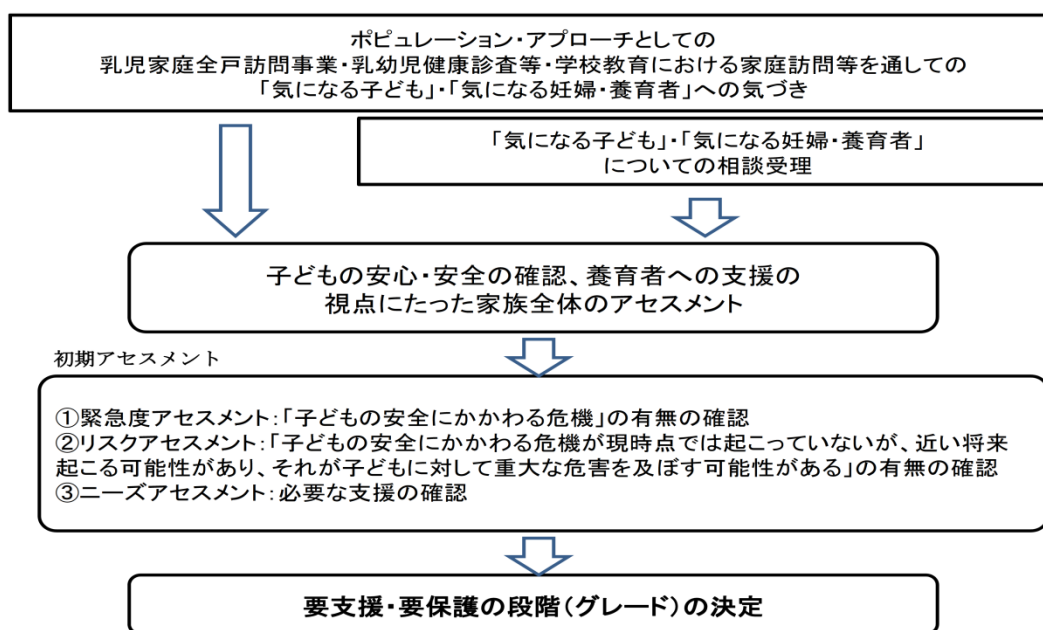 ポピュレーション・アプローチとしての
乳児家庭全戸訪問事業・乳幼児健康診査等・学校教育における家庭訪問等を通しての
「気になる子ども」・「気になる妊婦・養育者」への気づき
「気になる子ども」・「気になる妊婦・養育者」
についての相談受理
子どもの安心・安全の確認、養育者への支援の
視点にたった家族全体のアセスメント
初期アセスメント
①緊急度アセスメント：「子どもの安全にかかわる危機」の有無の確認
②リスクアセスメント：「子どもの安全にかかわる危機が現時点では起こっていないが、近い将来
起こる可能性があり、それが子どもに対して重大な危害を及ぼす可能性がある」の有無の確認
③ニーズアセスメント：必要な支援の確認
要支援・要保護の段階（グレード）の決定